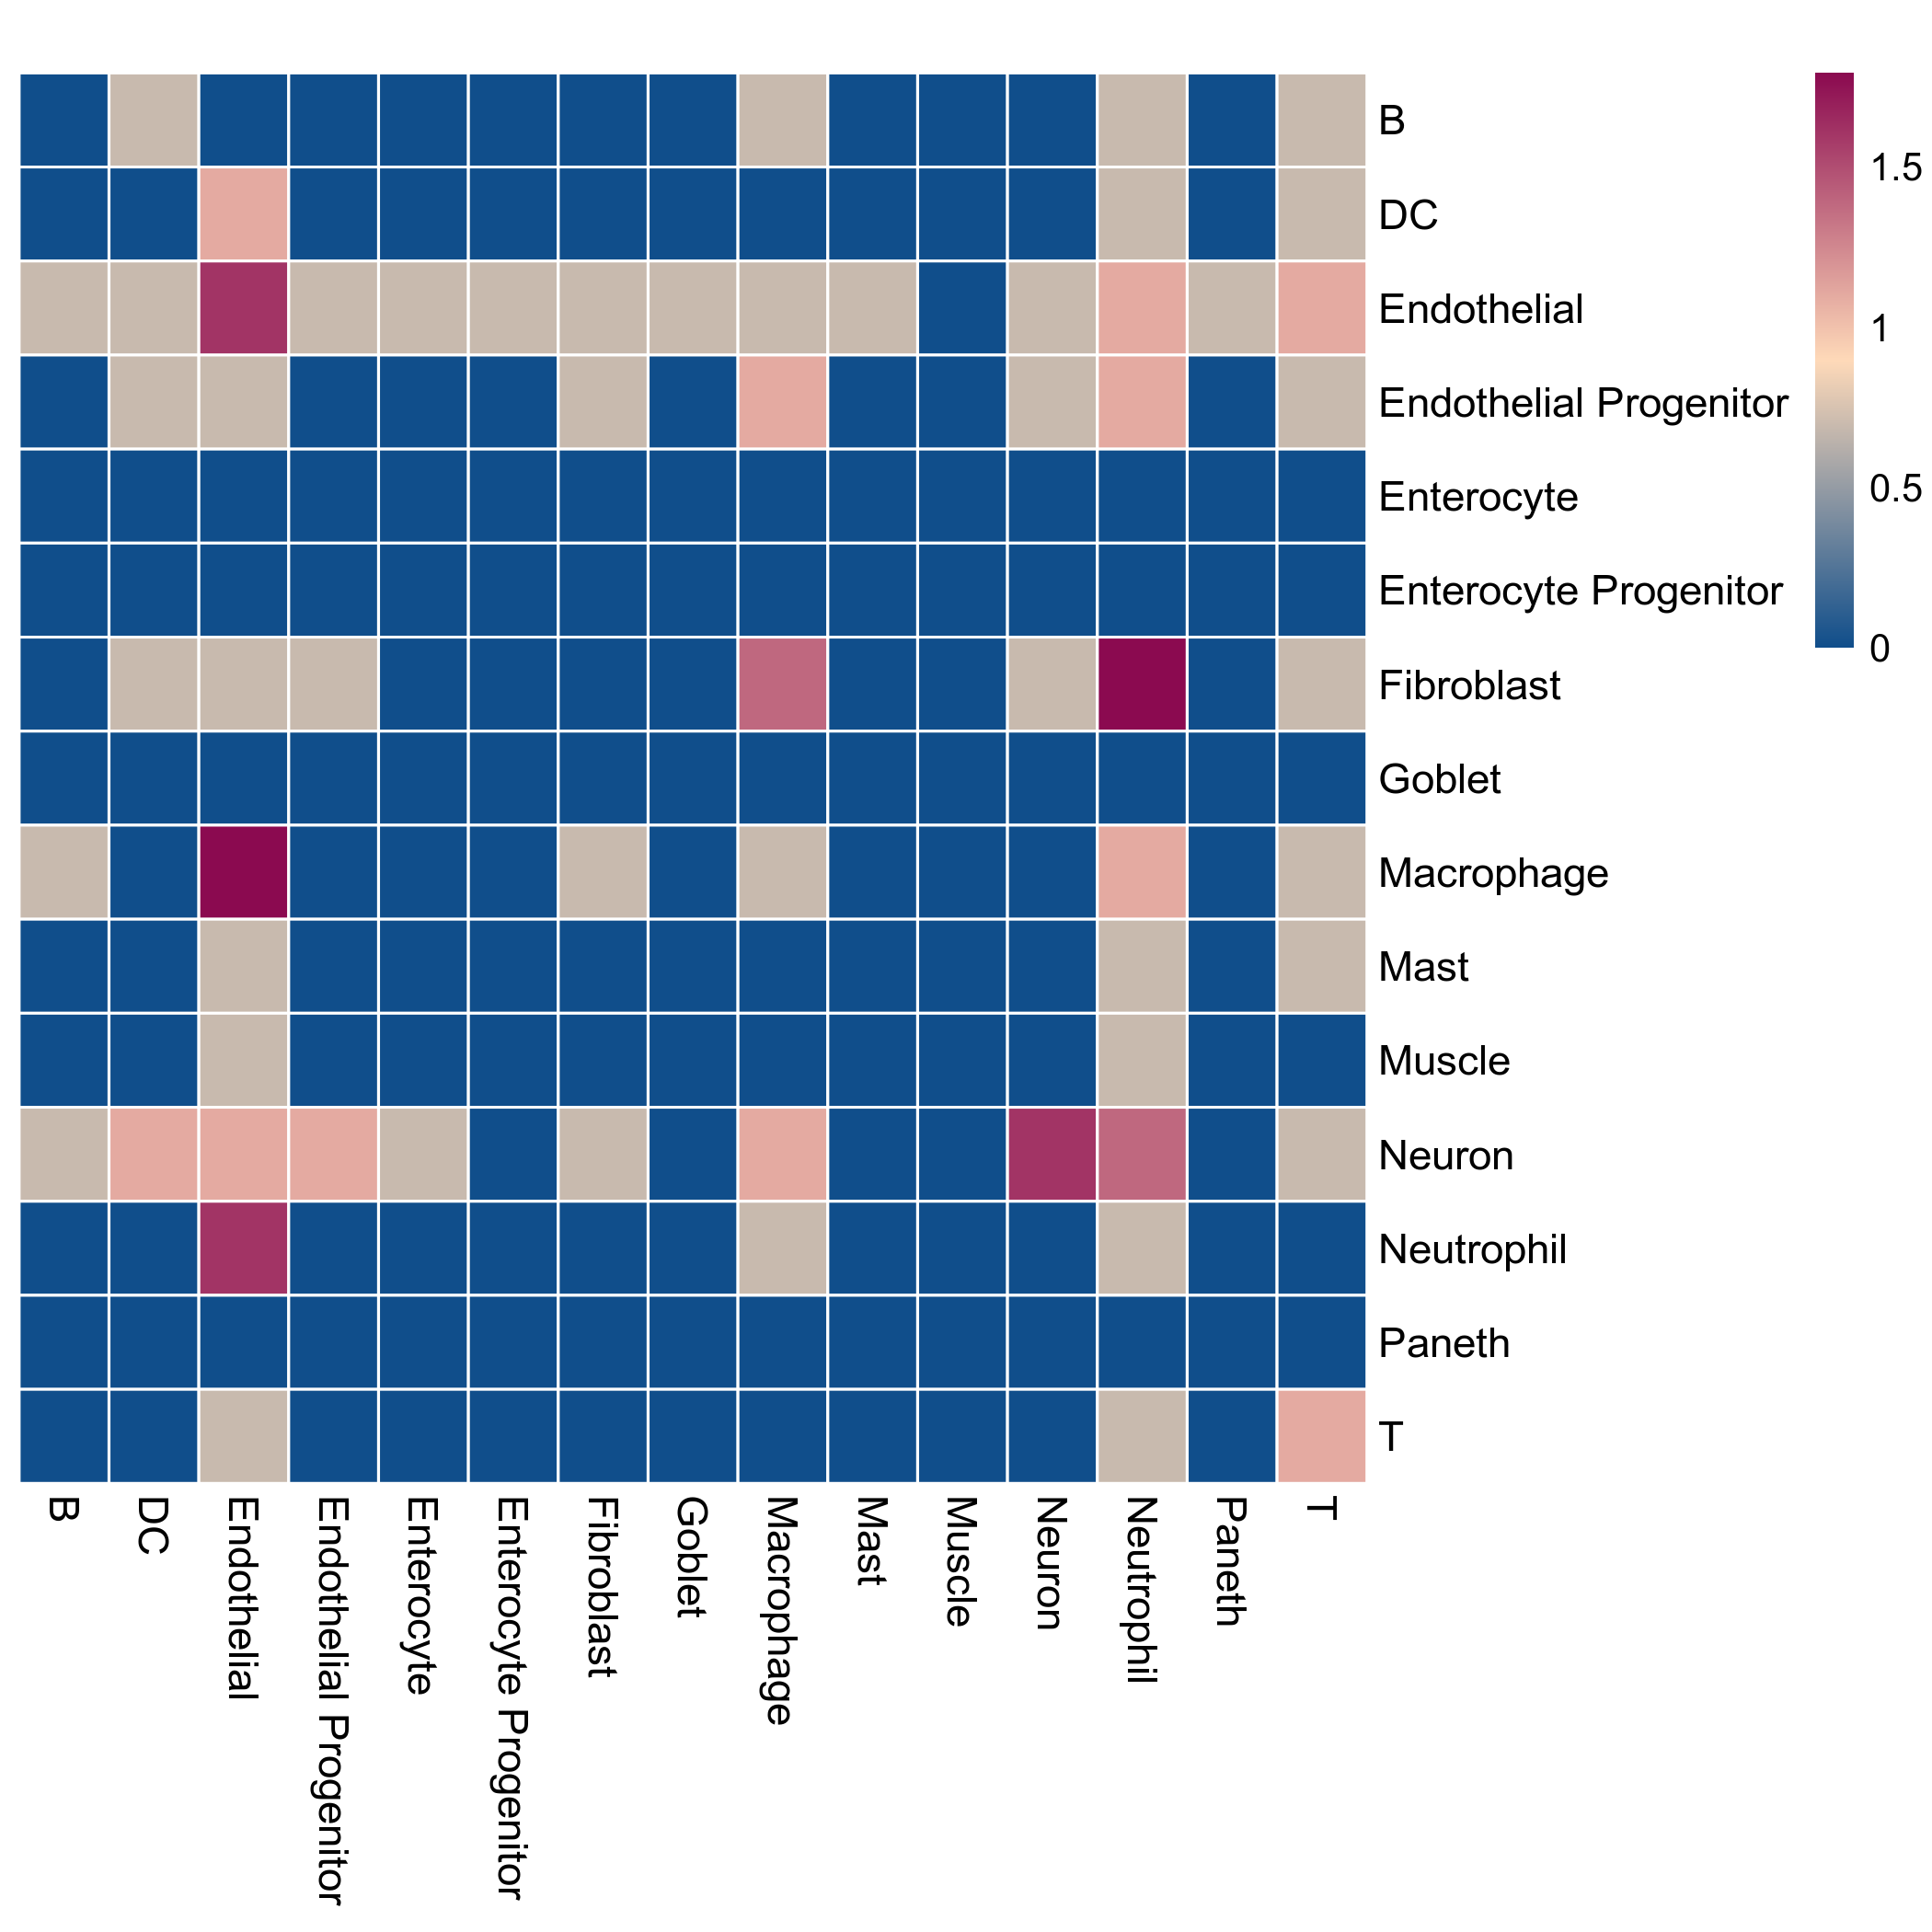 B
DC
Endothelial
Endothelial Progenitor
Enterocyte
Enterocyte Progenitor
Fibroblast
Goblet
Macrophage
Mast
Muscle
Neuron
Neutrophil
Paneth
T
1.5
1
0.5
0
B
DC
Endothelial
Endothelial Progenitor
Enterocyte
Enterocyte Progenitor
Fibroblast
Goblet
Macrophage
Mast
Muscle
Neuron
Neutrophil
Paneth
T